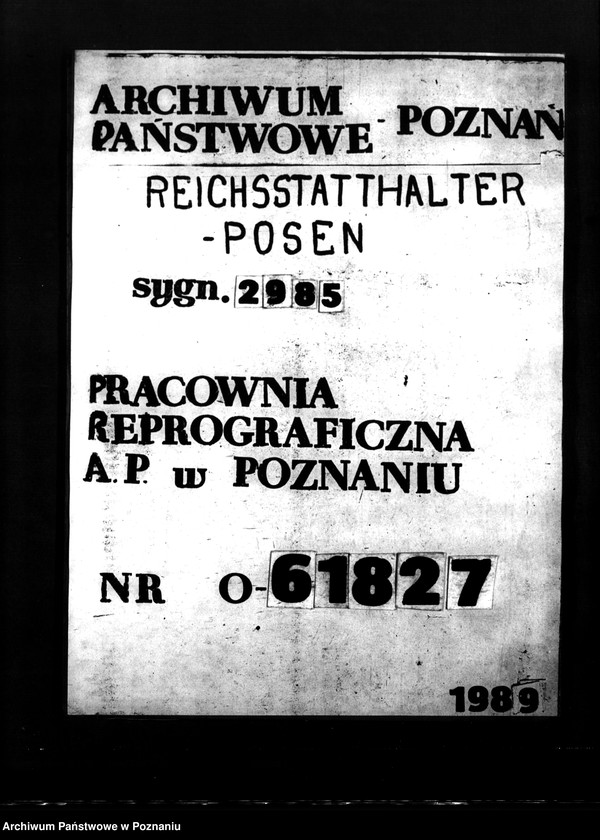 ARCHIWUM
PAŃSTWOWE - POZNAŃ
REICHSSTATTHALTER
-POSEN
sygn. 2985
PRACOWNIA
REPROGRAFICZNA
A.P. w POZNANIU
NR O-61827
1989
Archiwum Państwowe w Poznaniu